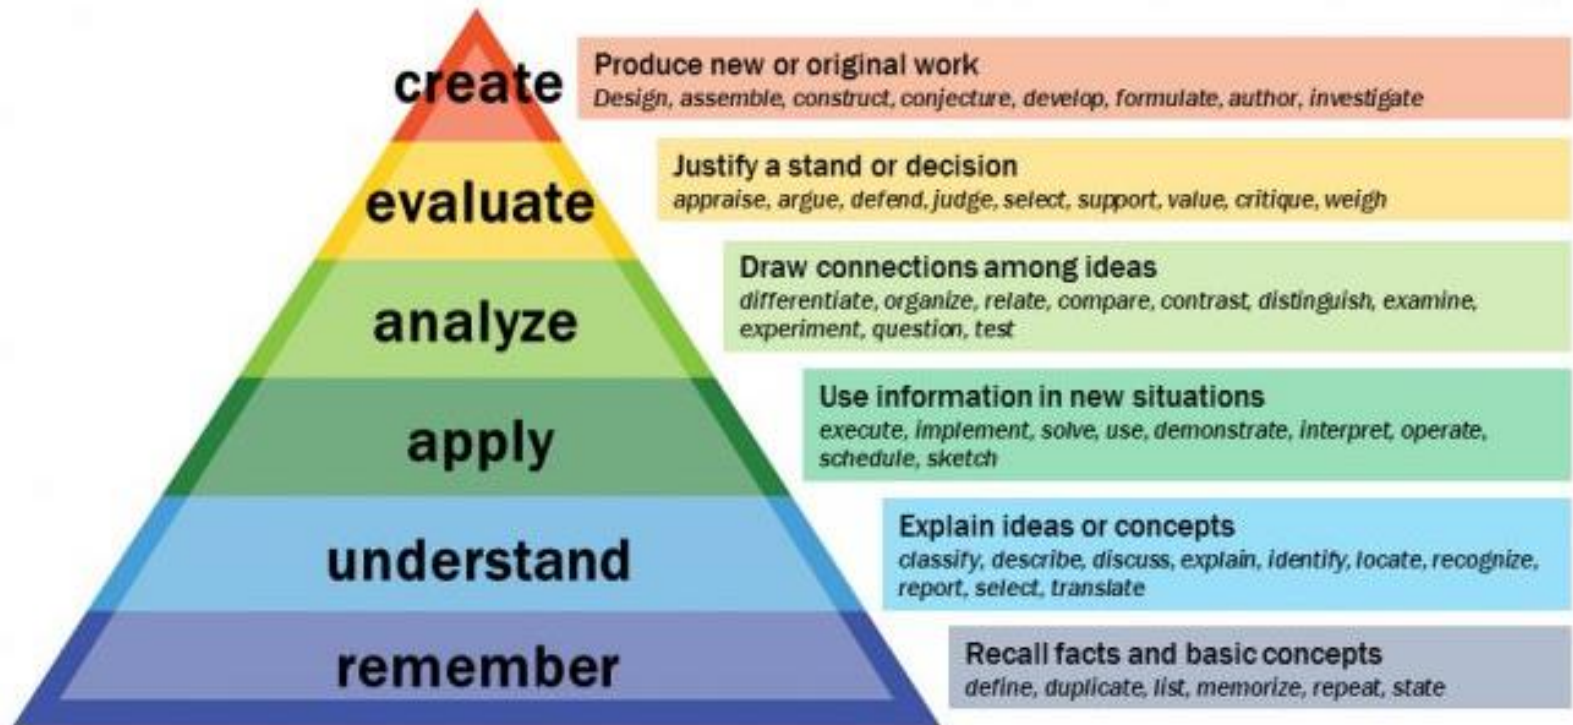 create
Produce new or original work
Design, assemble, construct, conjecture, develop, formulate, author, investigate
evaluate
Justify a stand or decision
appraise, argue, defend, judge, select, support, value, critique, weigh
analyze
Draw connections among ideas
differentiate, organize, relate, compare, contrast, distinguish, examine,
experiment, question, test
apply
Use information in new situations
execute, implement, solve, use, demonstrate, interpret, operate,
schedule, sketch
understand
Explain ideas or concepts
classify, describe, discuss, explain, identify, locate, recognize,
report, select, translate
remember
Recall facts and basic concepts
define, duplicate, list, memorize, repeat, state